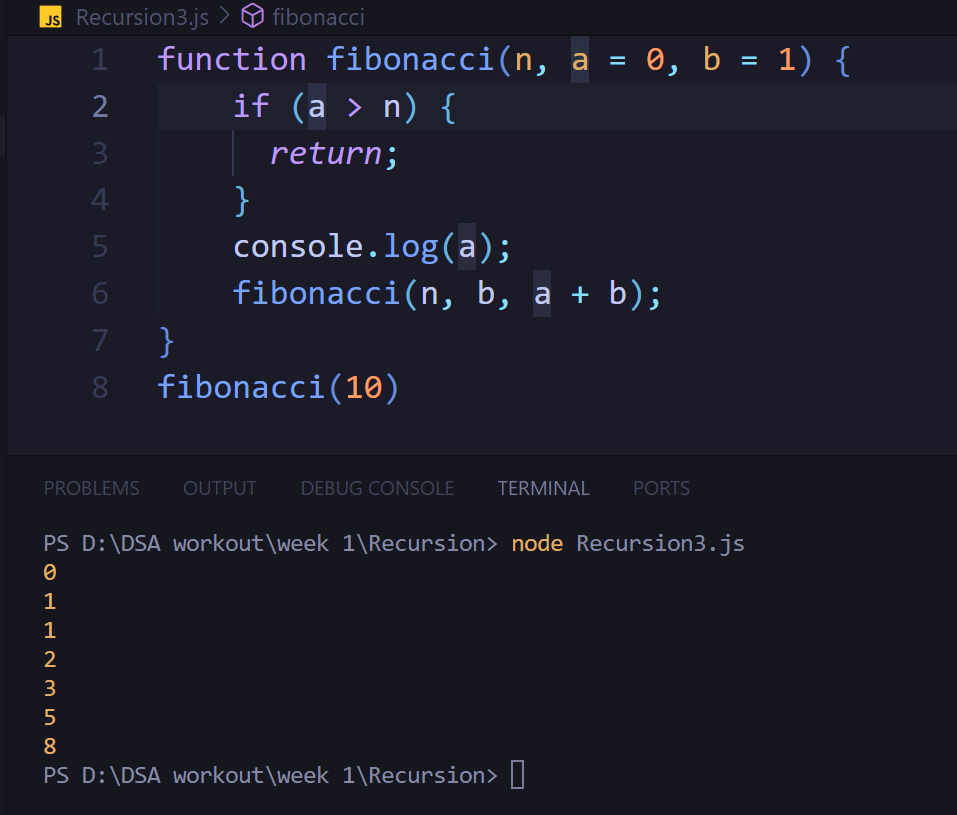 JS Recursion3.js > fibonacci
1 function fibonacci(n, a = 0, b = 1) {
2 if (a > n) {
3 return;
4 }
5 console.log(a);
6 fibonacci(n, b, a + b);
7 }
8 fibonacci(10)
PROBLEMS OUTPUT DEBUG CONSOLE TERMINAL PORTS
PS D:\DSA workout\week 1\Recursion> node Recursion3.js
0
1
1
2
3
5
8
PS D:\DSA workout\week 1\Recursion>